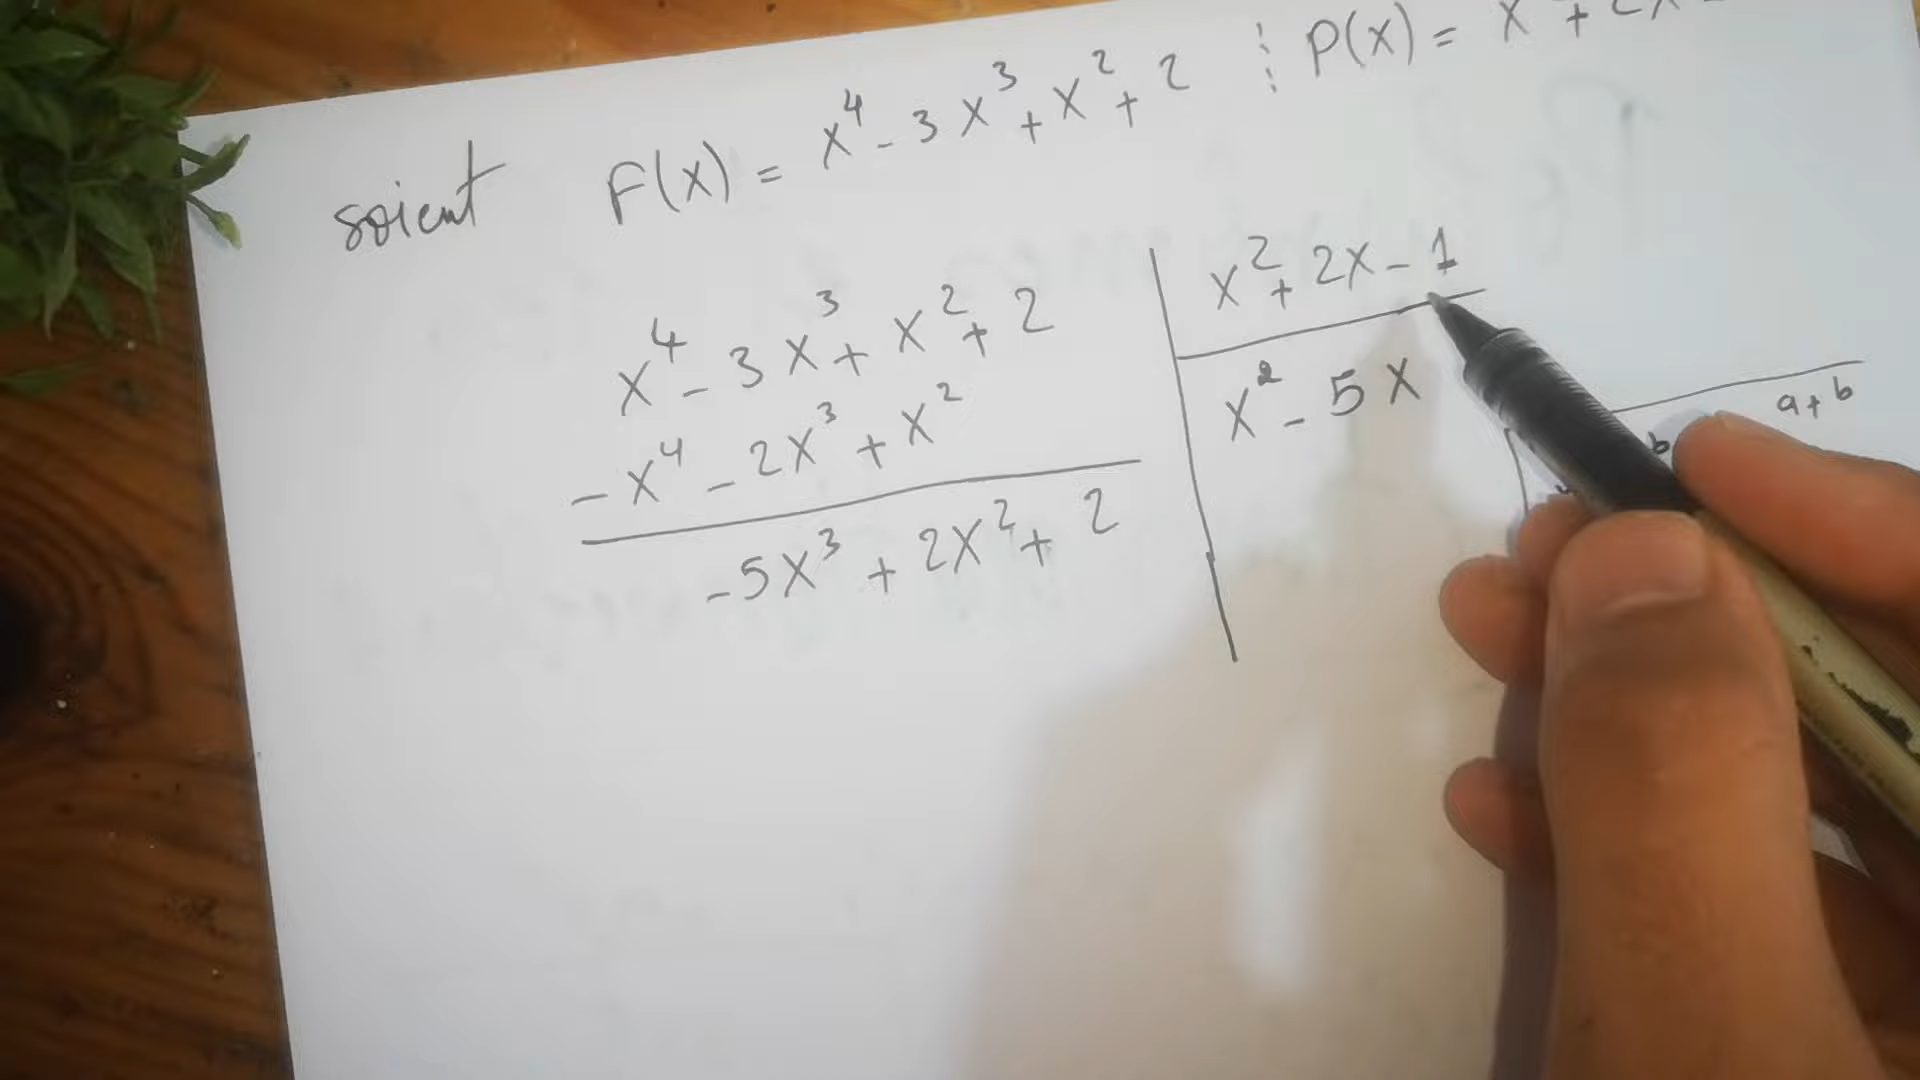 soient F(x) = x⁴ - 3x³ + x² + 2 ⋮ P(x) = x + 2x
x⁴ - 3x³ + x² + 2
x² + 2x - 1
- x⁴ - 2x³ + x²
x² - 5x
- 5x³ + 2x² + 2
a + b
b